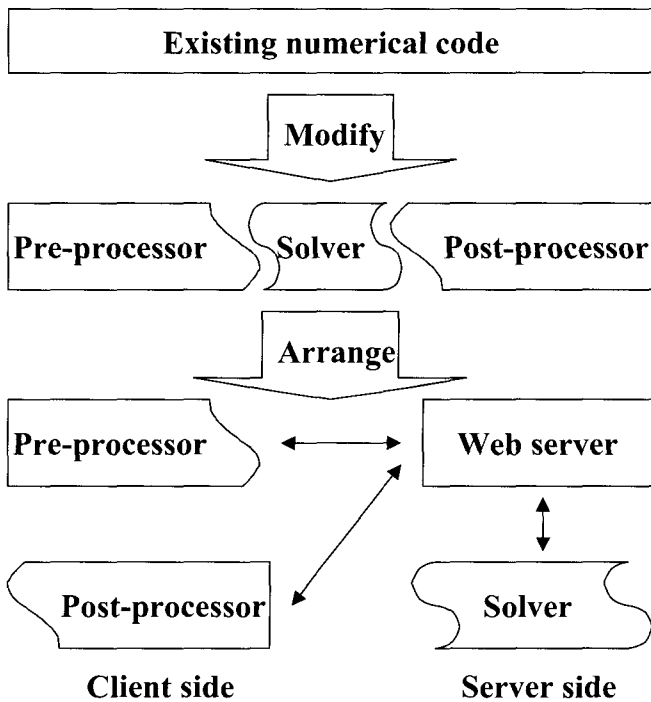 Existing numerical code
Modify
Pre-processor Solver Post-processor
Arrange
Pre-processor Web server
Post-processor Solver
Client side Server side